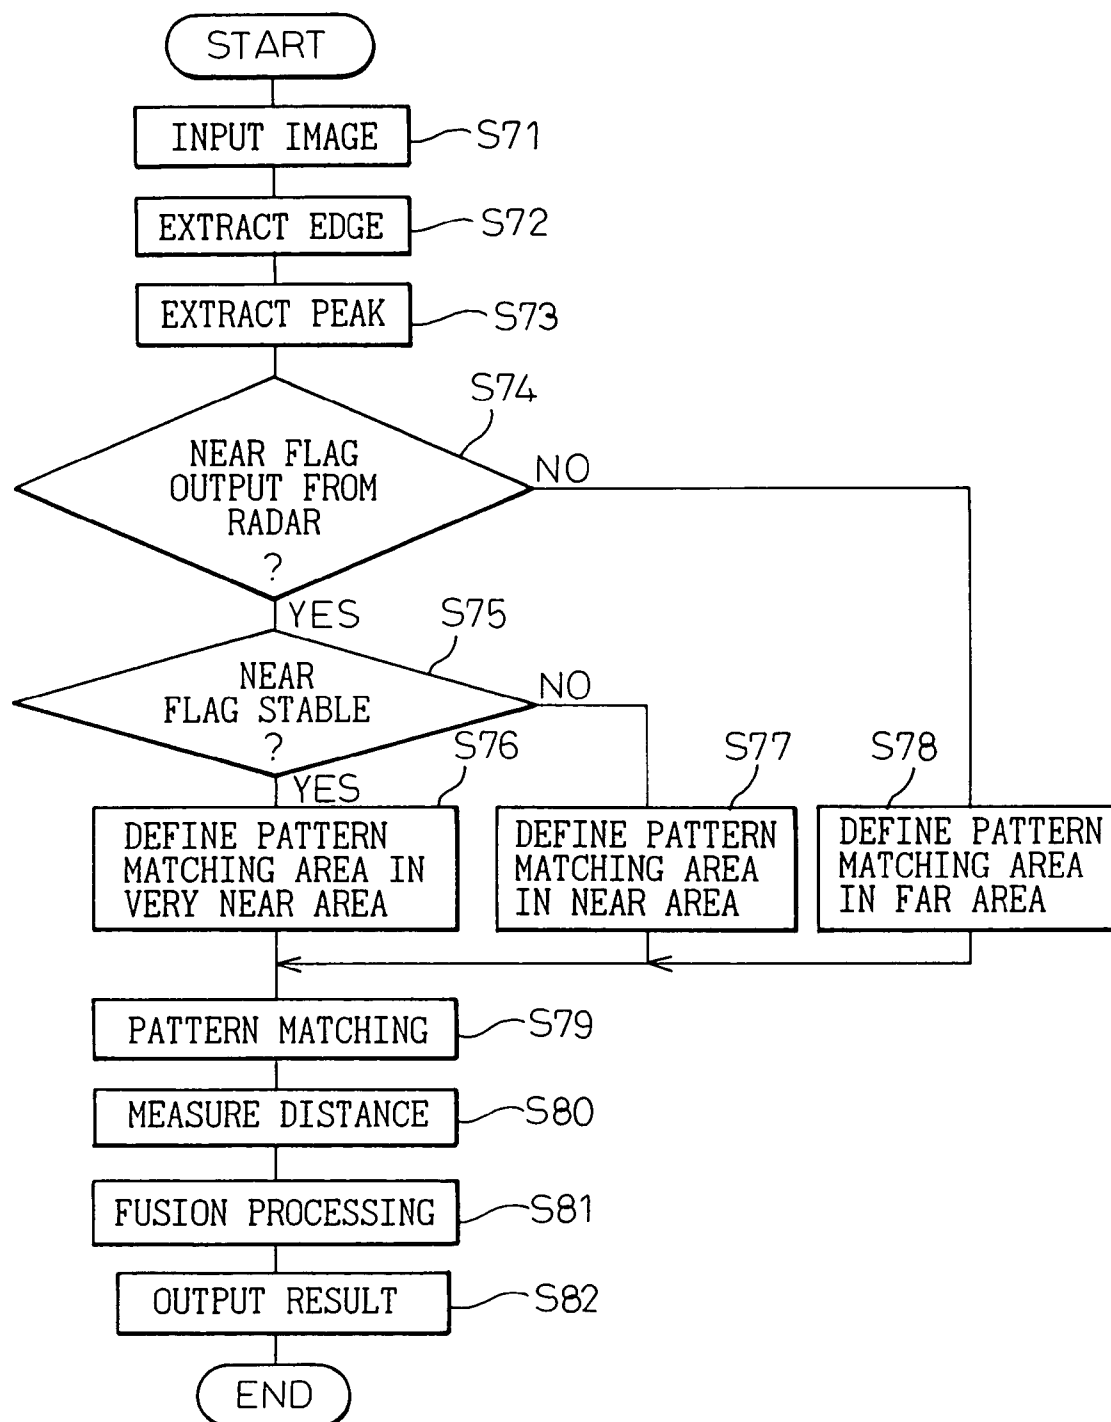 START
INPUT IMAGE
S71
EXTRACT EDGE
S72
EXTRACT PEAK
S73
S74
NEAR FLAG
OUTPUT FROM
RADAR
?
NO
YES
S75
NEAR
FLAG STABLE
?
NO
YES
S76
DEFINE PATTERN
MATCHING AREA IN
VERY NEAR AREA
S77
DEFINE PATTERN
MATCHING AREA
IN NEAR AREA
S78
DEFINE PATTERN
MATCHING AREA
IN FAR AREA
PATTERN MATCHING
S79
MEASURE DISTANCE
S80
FUSION PROCESSING
S81
OUTPUT RESULT
S82
END